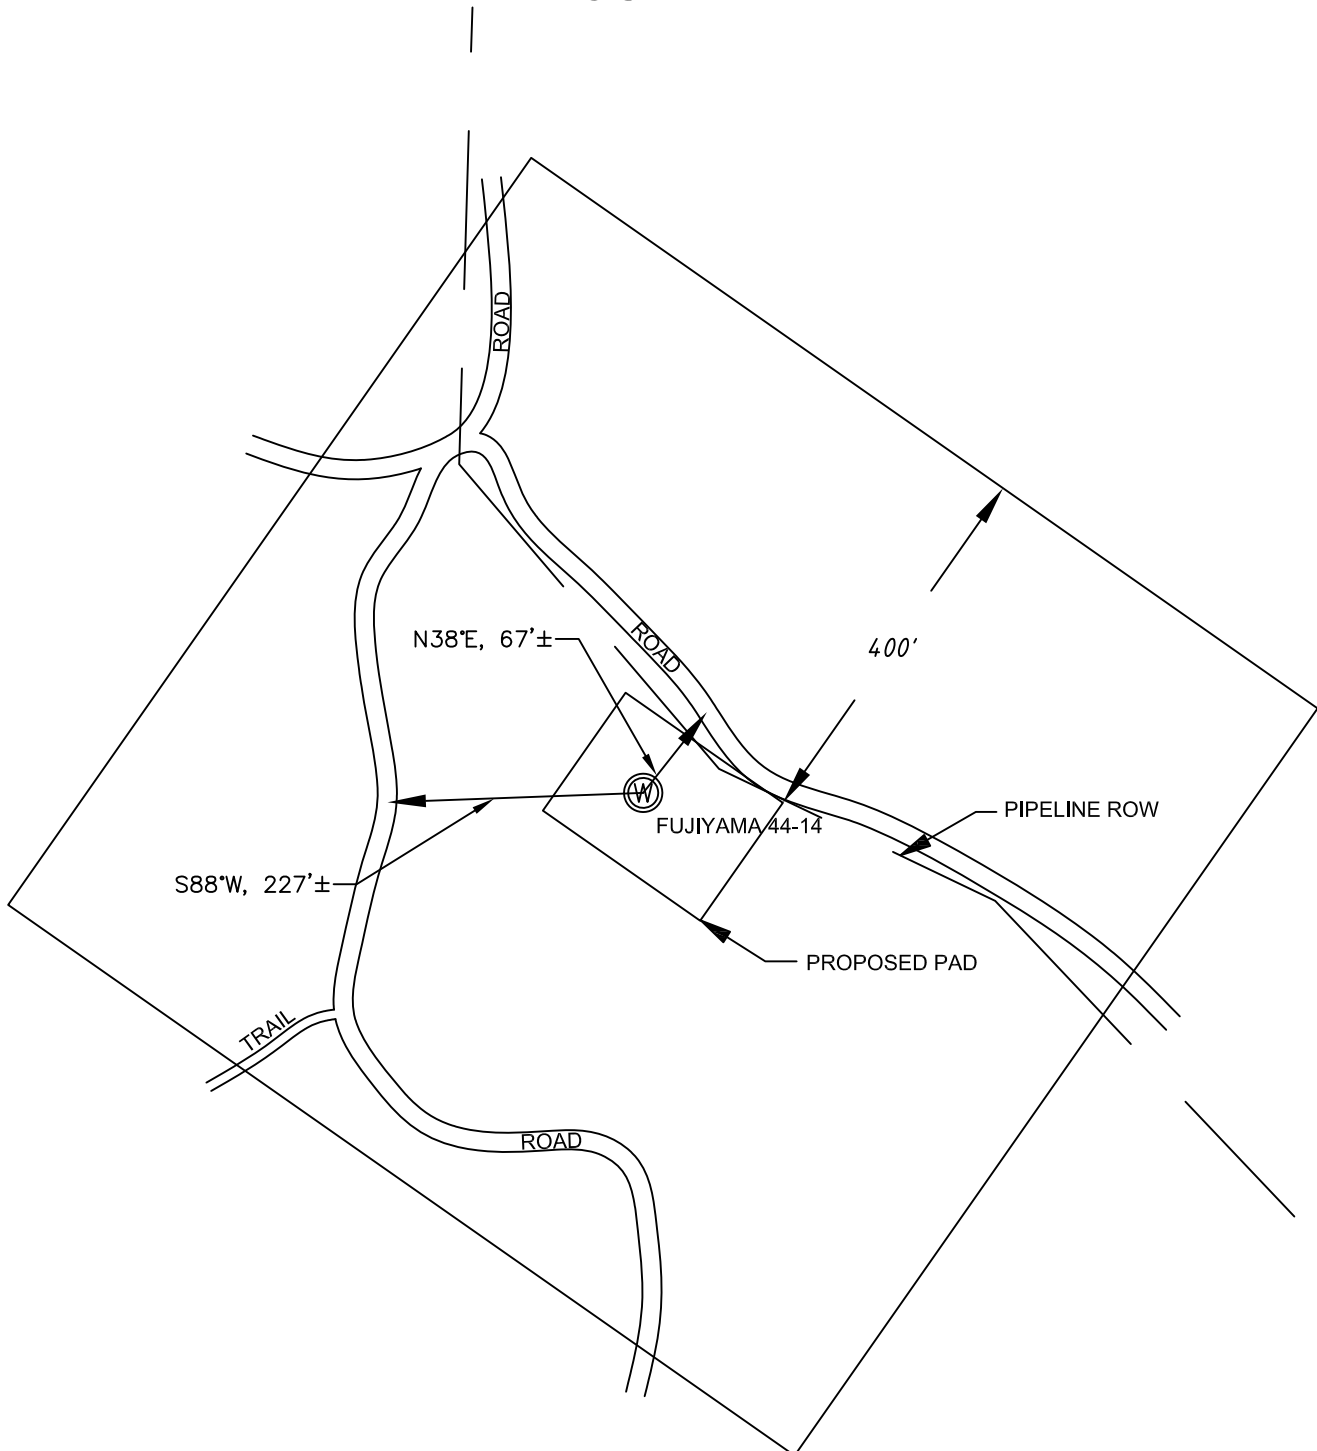 ROAD
N38°E, 67'±
ROAD
400'
W
FUJIYAMA 44-14
PIPELINE ROW
S88°W, 227'±
PROPOSED PAD
TRAIL
ROAD